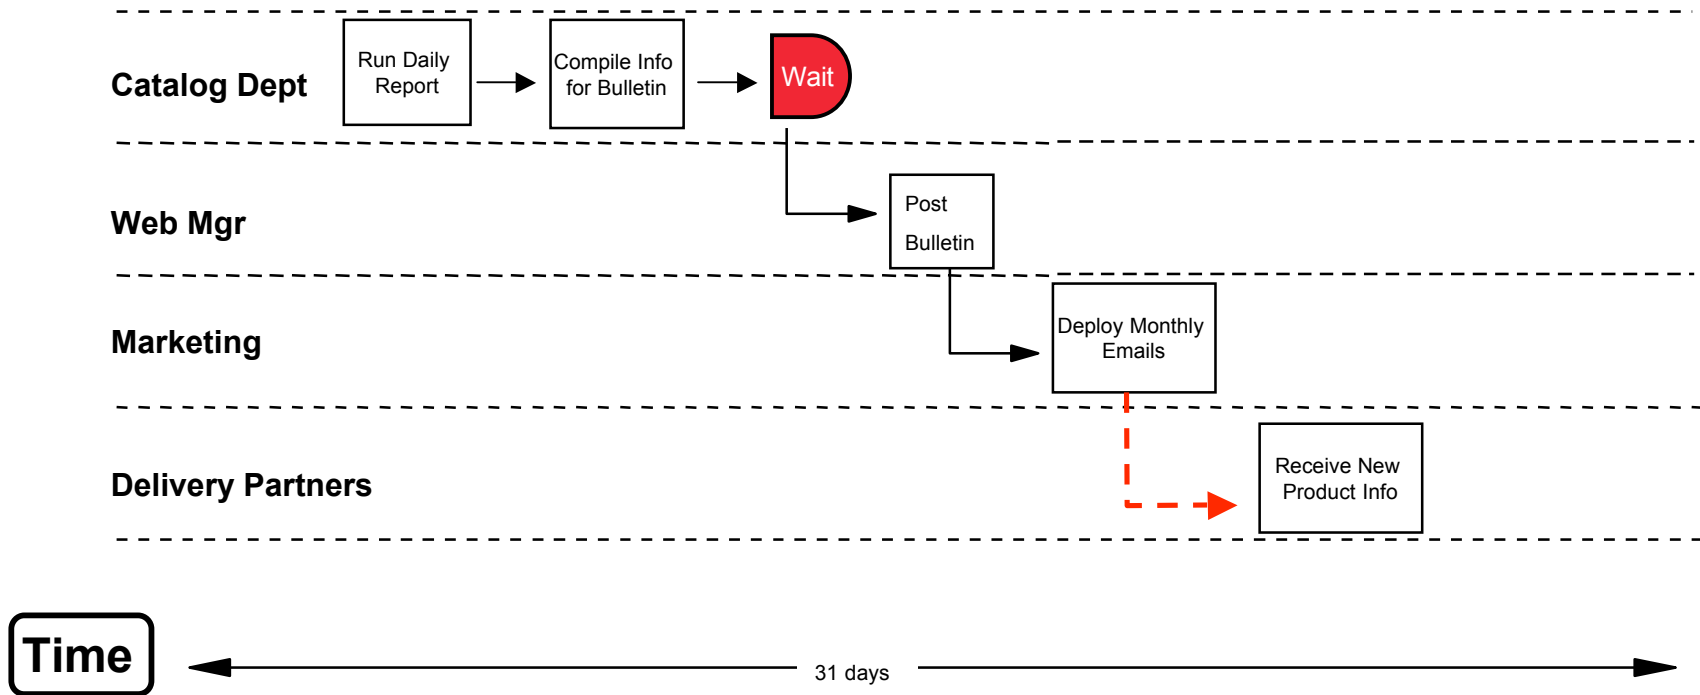 Catalog Dept
Run Daily
Report
Compile Info
for Bulletin
Wait
Web Mgr
Post
Bulletin
Marketing
Deploy Monthly
Emails
Delivery Partners
Receive New
Product Info
Time
31 days